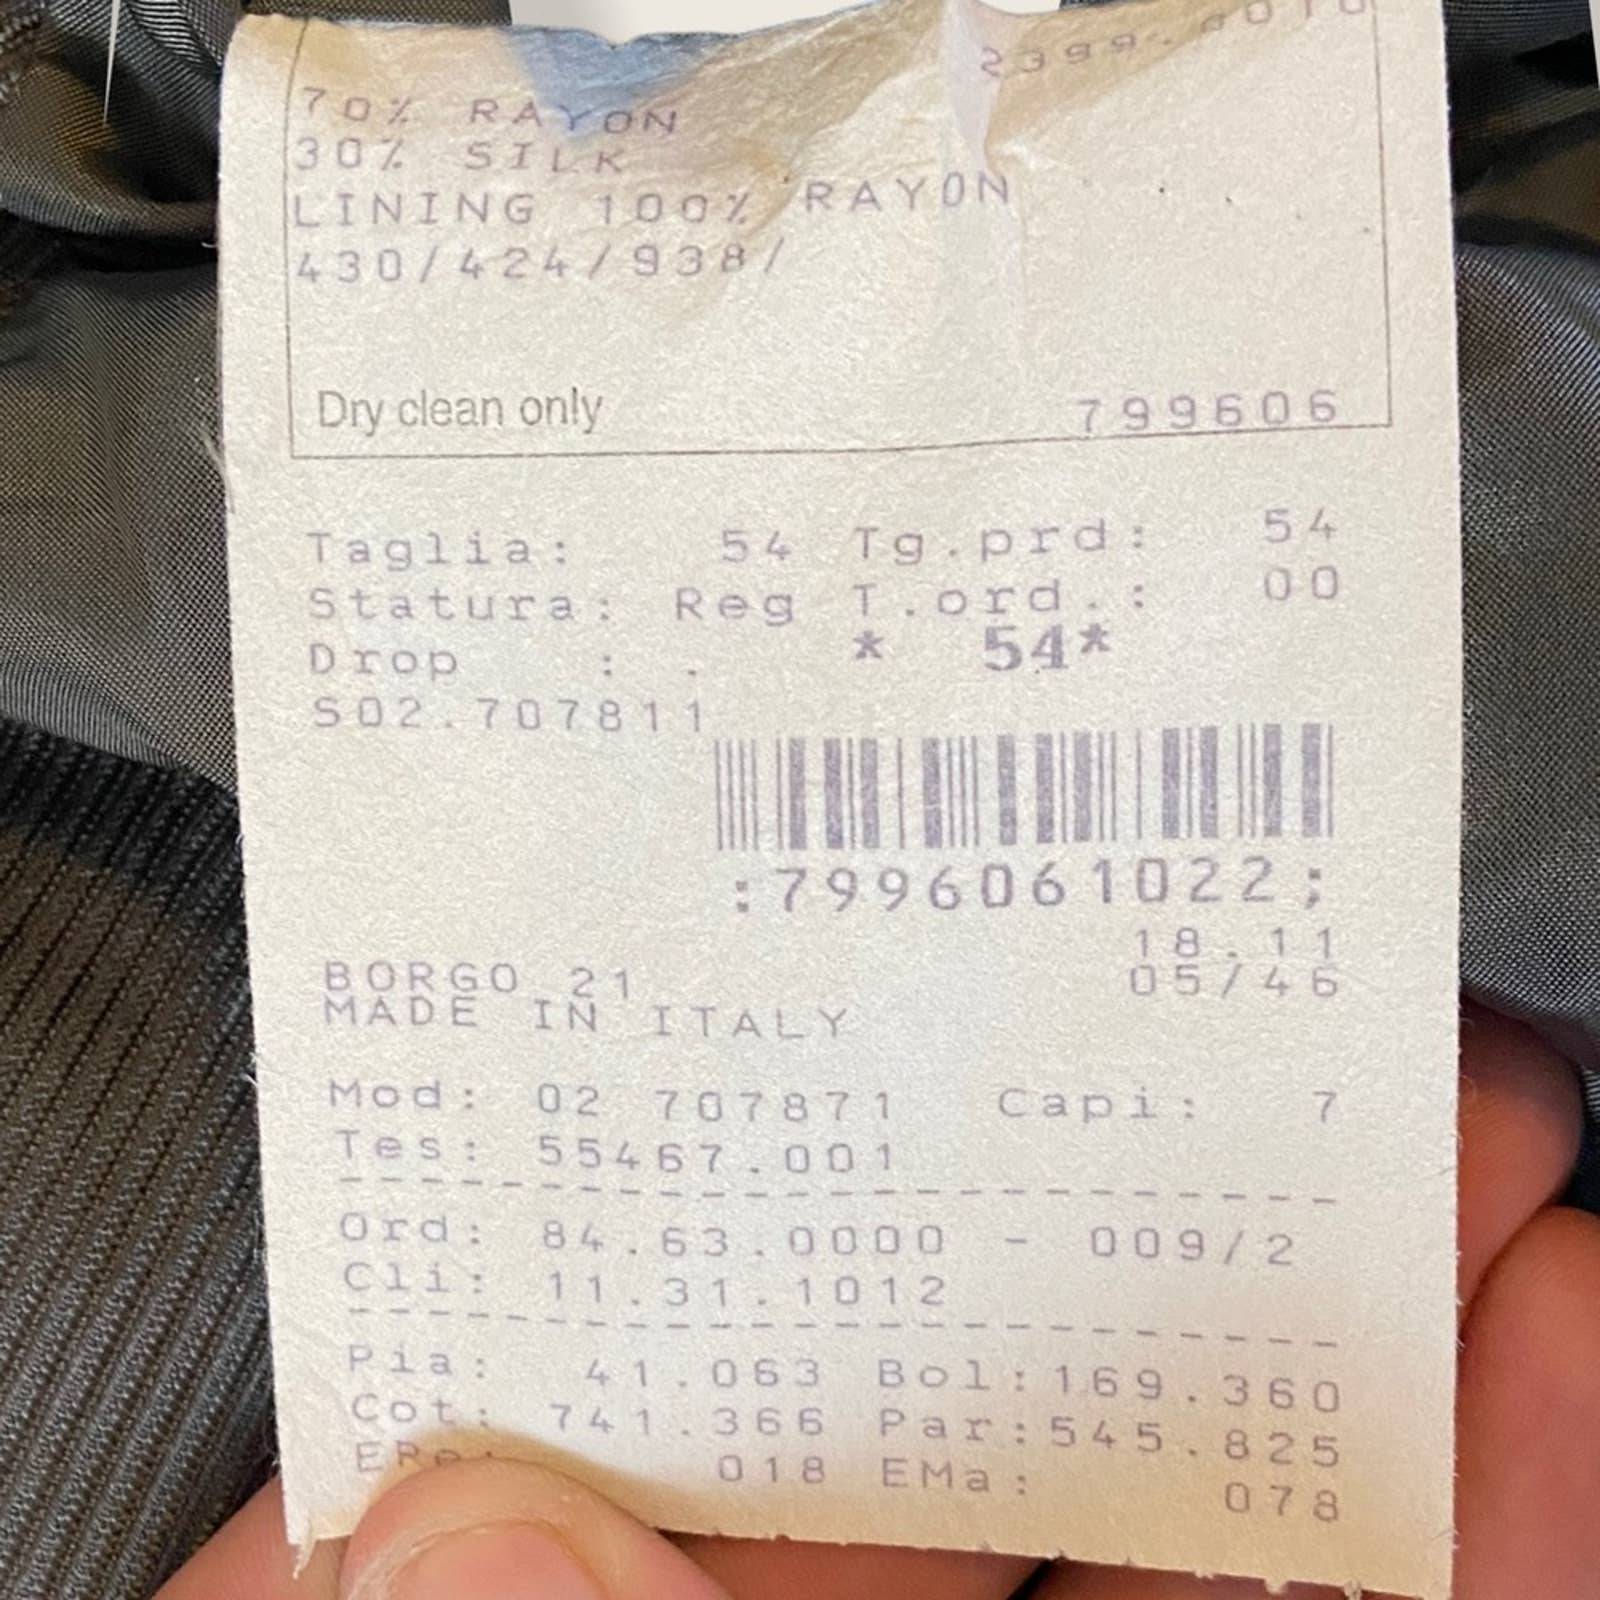 2399.0010
70% RAYON
30% SILK
LINING 100% RAYON
430/424/938/
Dry clean only 799606
Taglia: 54 Tg.prd: 54
Statura: Reg T.ord.: 00
Drop : . * 54*
S02.707811
:7996061022;
18.11
BORGO 21 05/46
MADE IN ITALY
Mod: 02 707871 Capi: 7
Tes: 55467.001
Ord: 84.63.0000 - 009/2
Cli: 11.31.1012
Pia: 41.063 Bol:169.360
Cot: 741.366 Par:545.825
018 EMa: 078